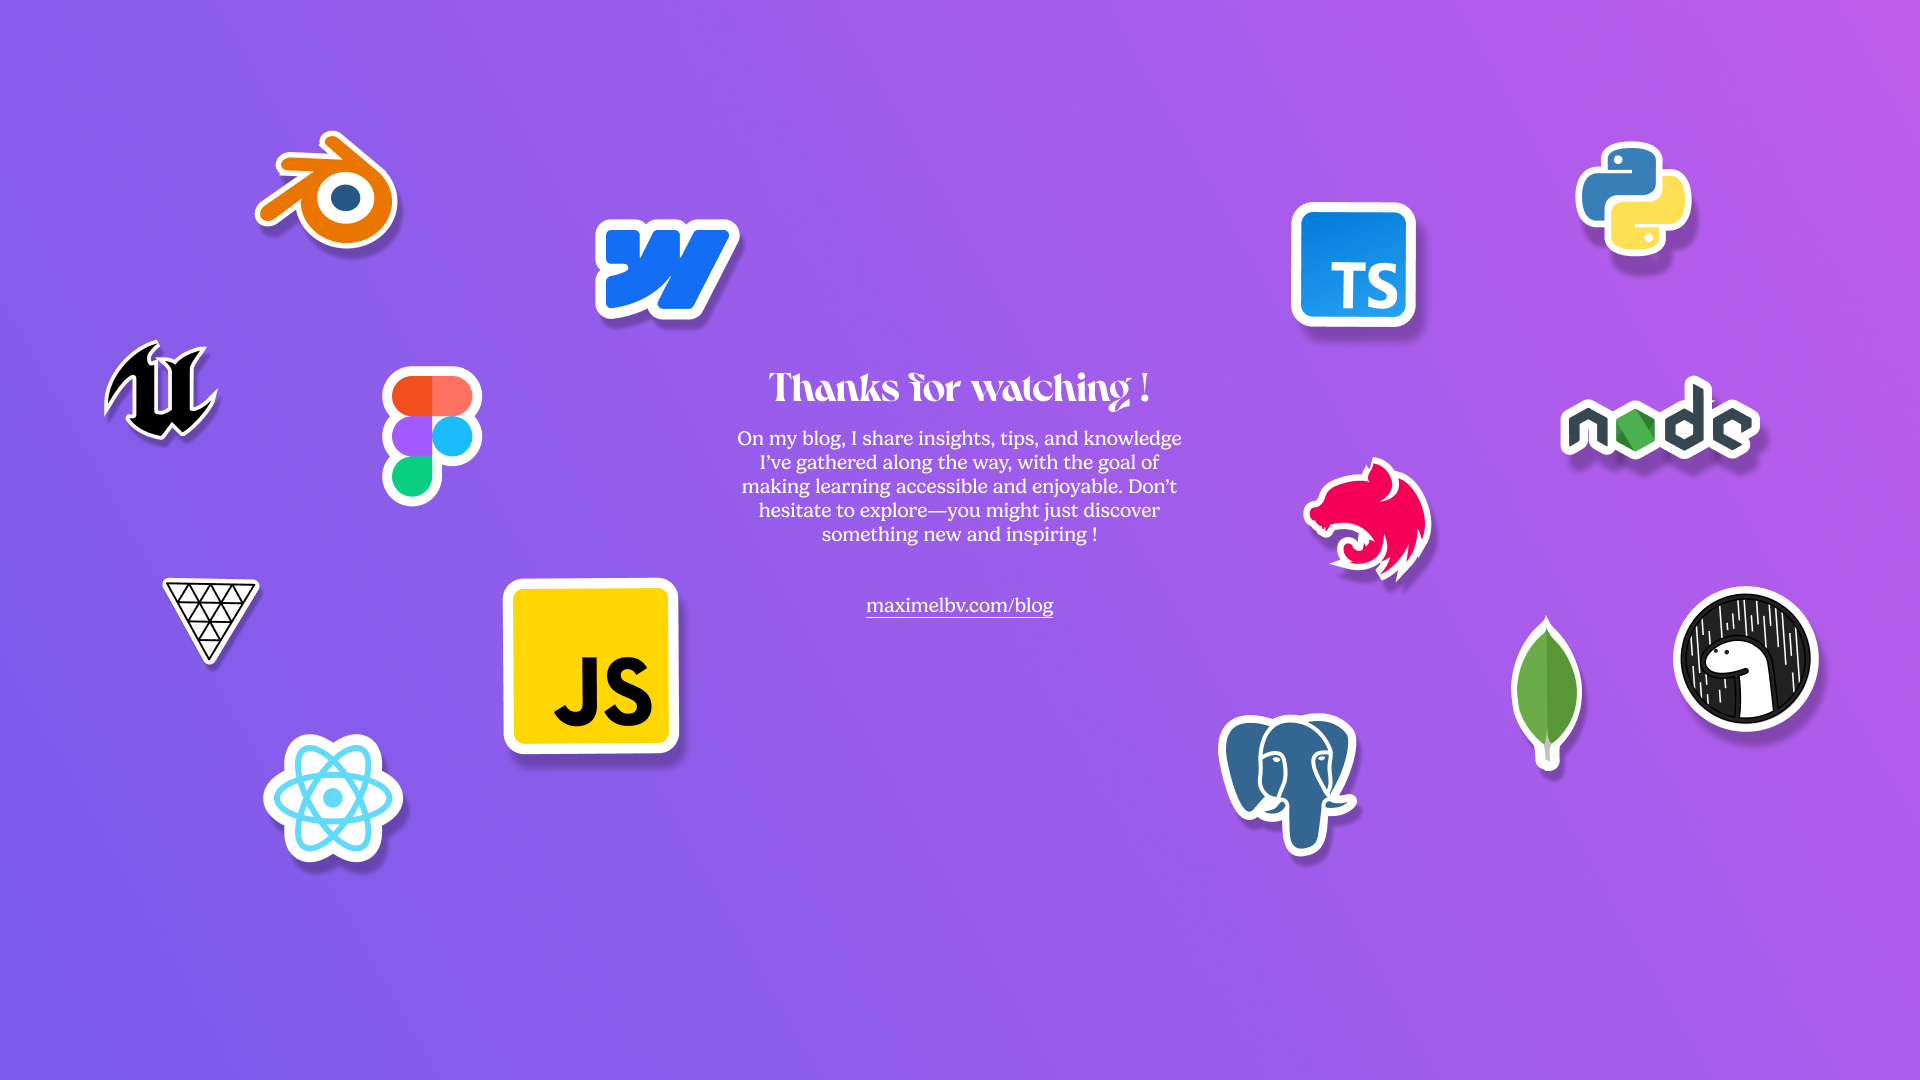 TS
Thanks for watching !
On my blog, I share insights, tips, and knowledge
I’ve gathered along the way, with the goal of
making learning accessible and enjoyable. Don’t
hesitate to explore—you might just discover
something new and inspiring !
maximelbv.com/blog
node
JS